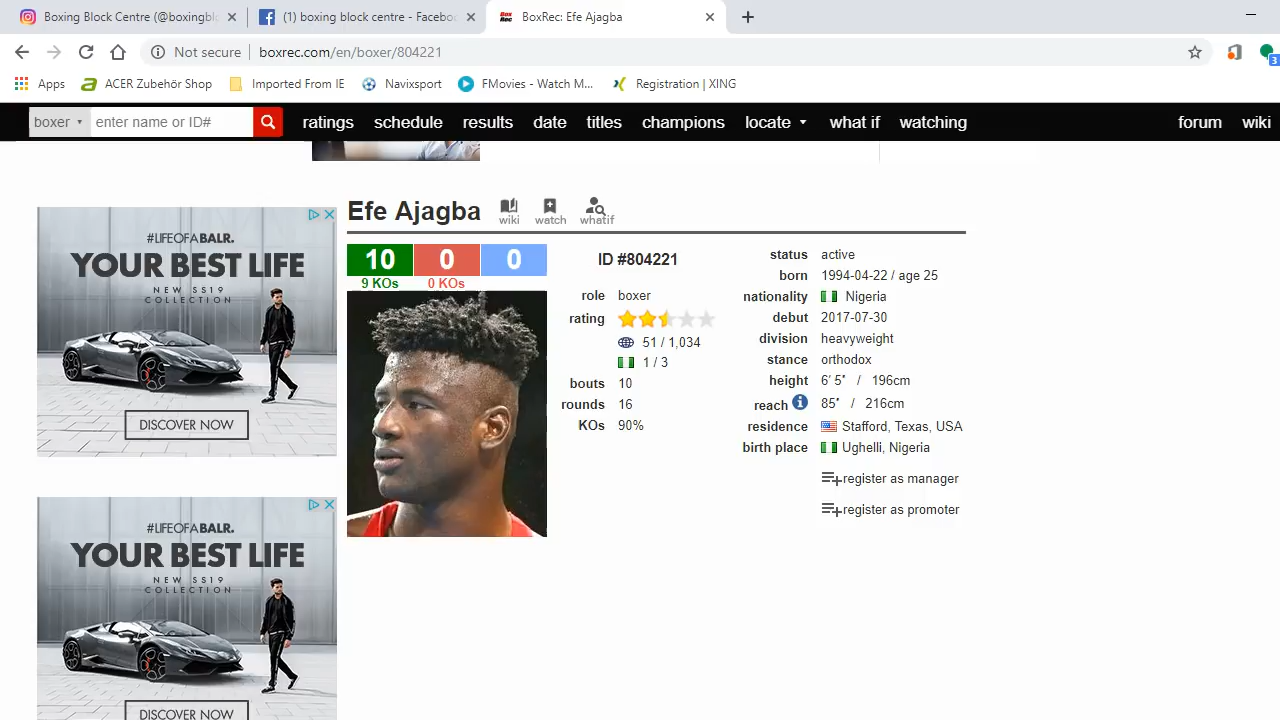 Boxing Block Centre (@boxingbl
(1) boxing block centre - Faceboo
Box Rec
BoxRec: Efe Ajagba
Not secure
boxrec.com/en/boxer/804221
3
Apps
ACER Zubehör Shop
Imported From IE
Navixsport
FMovies - Watch M...
Registration | XING
boxer
enter name or ID#
ratings
schedule
results
date
titles
champions
locate
what if
watching
forum
wiki
Efe Ajagba
wiki
watch
whatif
10 0 0
9 KOs 0 KOs
ID #804221
role boxer
rating
51 / 1,034
1 / 3
bouts 10
rounds 16
KOs 90%
status active
born 1994-04-22 / age 25
nationality Nigeria
debut 2017-07-30
division heavyweight
stance orthodox
height 6′ 5″ / 196cm
reach 85″ / 216cm
residence Stafford, Texas, USA
birth place Ughelli, Nigeria
register as manager
register as promoter
#LIFEOFABALR.
YOUR BEST LIFE
NEW SS19
COLLECTION
DISCOVER NOW
#LIFEOFABALR.
YOUR BEST LIFE
NEW SS19
COLLECTION
DISCOVER NOW